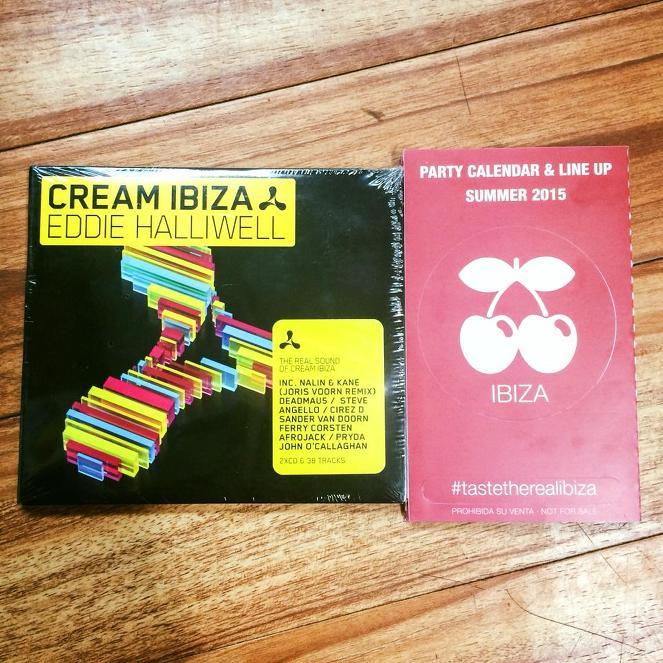 CREAM IBIZA
EDDIE HALLIWELL
THE REAL SOUND
OF CREAM IBIZA
INC. NALIN & KANE
(JORIS VOORN REMIX)
DEADMAU5 / STEVE
ANGELLO / CIREZ D
SANDER VAN DOORN
FERRY CORSTEN
AFROJACK / PRYDA
JOHN O'CALLAGHAN
2XCD & 38 TRACKS
PARTY CALENDAR & LINE UP
SUMMER 2015
IBIZA
#tastetherealibiza
PROHIBIDA SU VENTA - NOT FOR SALE